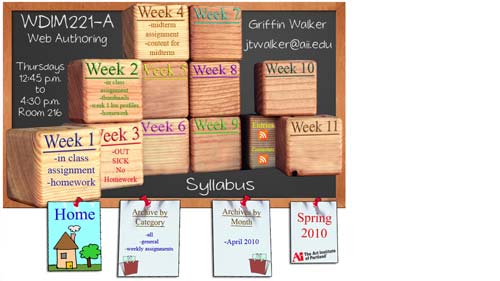 WDIM221-A
Web Authoring
Thursdays
12:45 p.m.
to
4:30 p.m.
Room 216
Griffin Walker
jtwalker@aii.edu
Week 4
-midterm
assignment
-content for
midterm
Week 7
Week 2
-in class
assignment
-thumbnails
-week 1 lim profiles
-homework
Week 5
Week 8
Week 10
Week 1
-in class
assignment
-homework
Week 3
-OUT
SICK
No
Homework
Week 6
Week 9
Entries
Comments
Week 11
Syllabus
Home
Archive by
Category
-all
-general
-weekly assignments
Archives by
Month
-April 2010
Spring
2010
Ai The Art Institute
of Portland